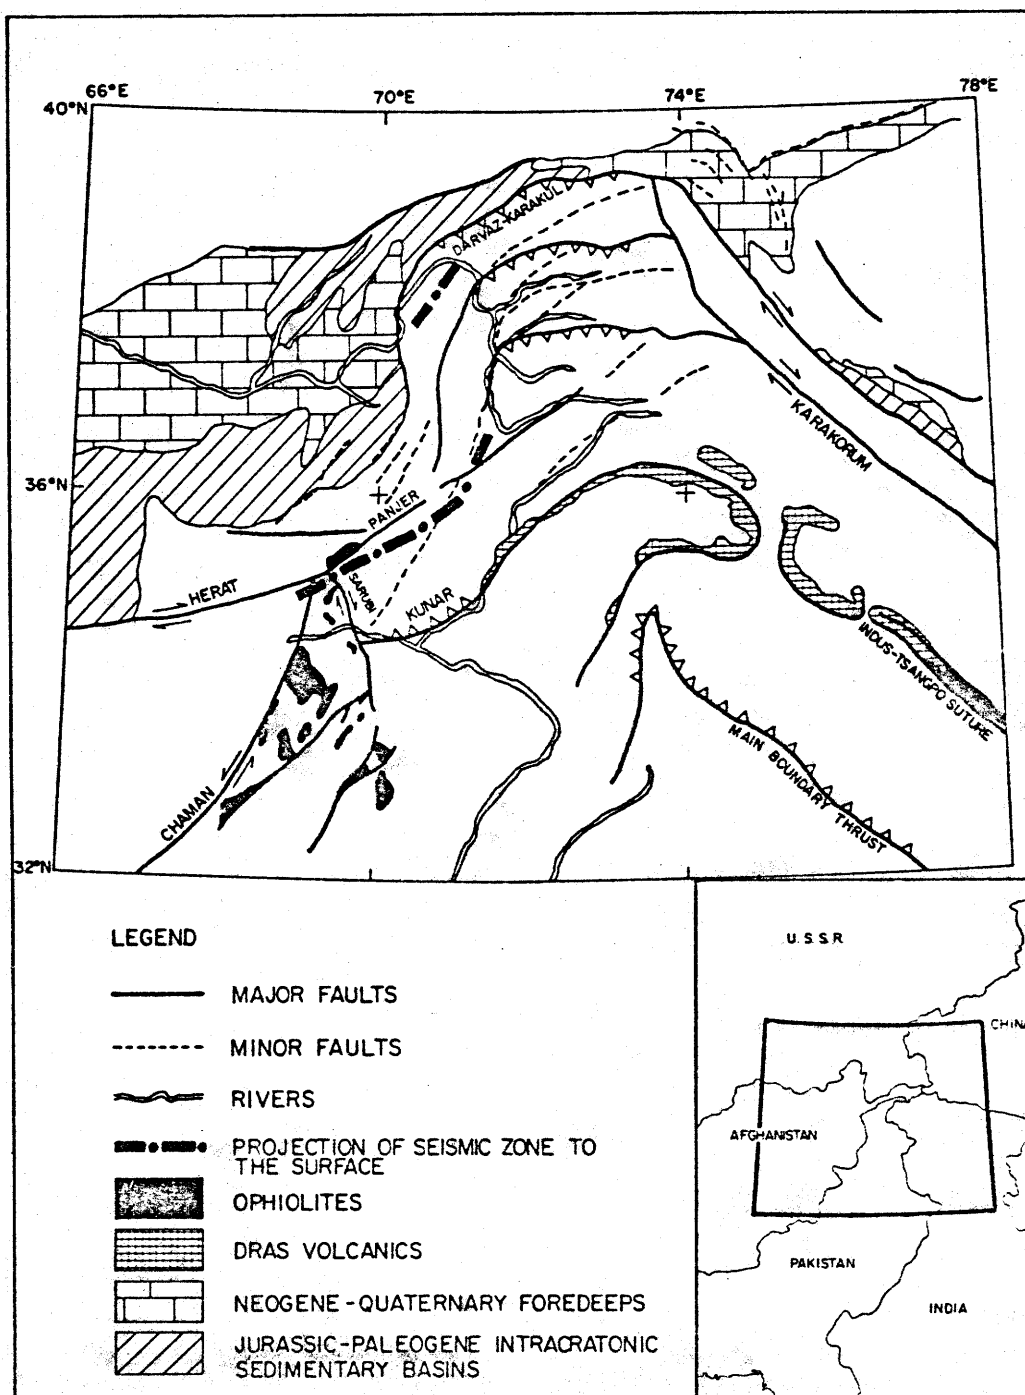 66°E
70°E
74°E
78°E
40°N
DARVAZ-KARAKUL
KARAKORUM
36°N
PANJER
HERAT
SARUBI
KUNAR
INDUS-TSANGPO SUTURE
MAIN BOUNDARY THRUST
CHAMAN
32°N
LEGEND
MAJOR FAULTS
MINOR FAULTS
RIVERS
PROJECTION OF SEISMIC ZONE TO
THE SURFACE
OPHIOLITES
DRAS VOLCANICS
NEOGENE-QUATERNARY FOREDEEPS
JURASSIC-PALEOGENE INTRACRATONIC
SEDIMENTARY BASINS
U.S.S.R
CHINA
AFGHANISTAN
PAKISTAN
INDIA